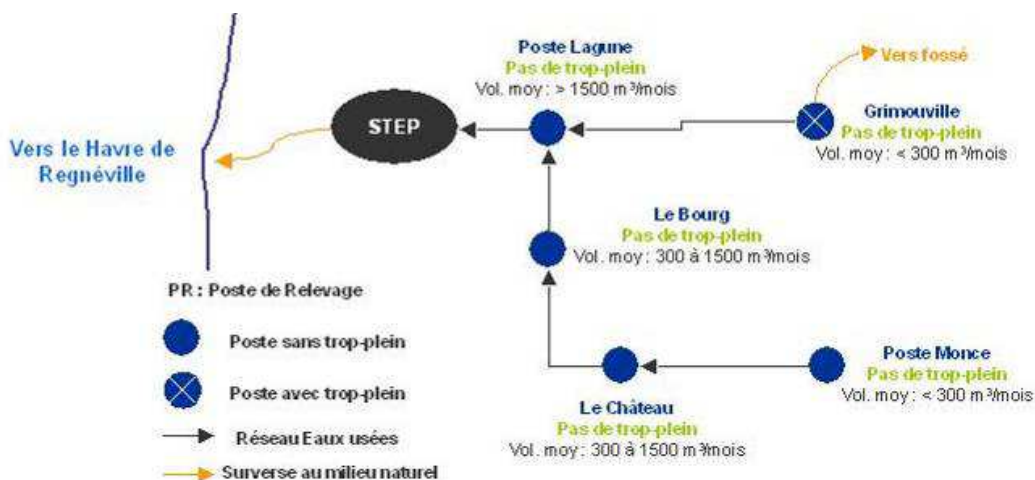 Poste Lagune
Pas de trop-plein
Vol. moy : > 1500 m³/mois
Vers fossé
STEP
Grimouville
Pas de trop-plein
Vol. moy : < 300 m³/mois
Vers le Havre de
Regnéville
Le Bourg
Pas de trop-plein
Vol. moy : 300 à 1500 m³/mois
PR : Poste de Relevage
Poste sans trop-plein
Poste avec trop-plein
Réseau Eaux usées
Surverse au milieu naturel
Poste Monce
Pas de trop-plein
Vol. moy : < 300 m³/mois
Le Château
Pas de trop-plein
Vol. moy : 300 à 1500 m³/mois